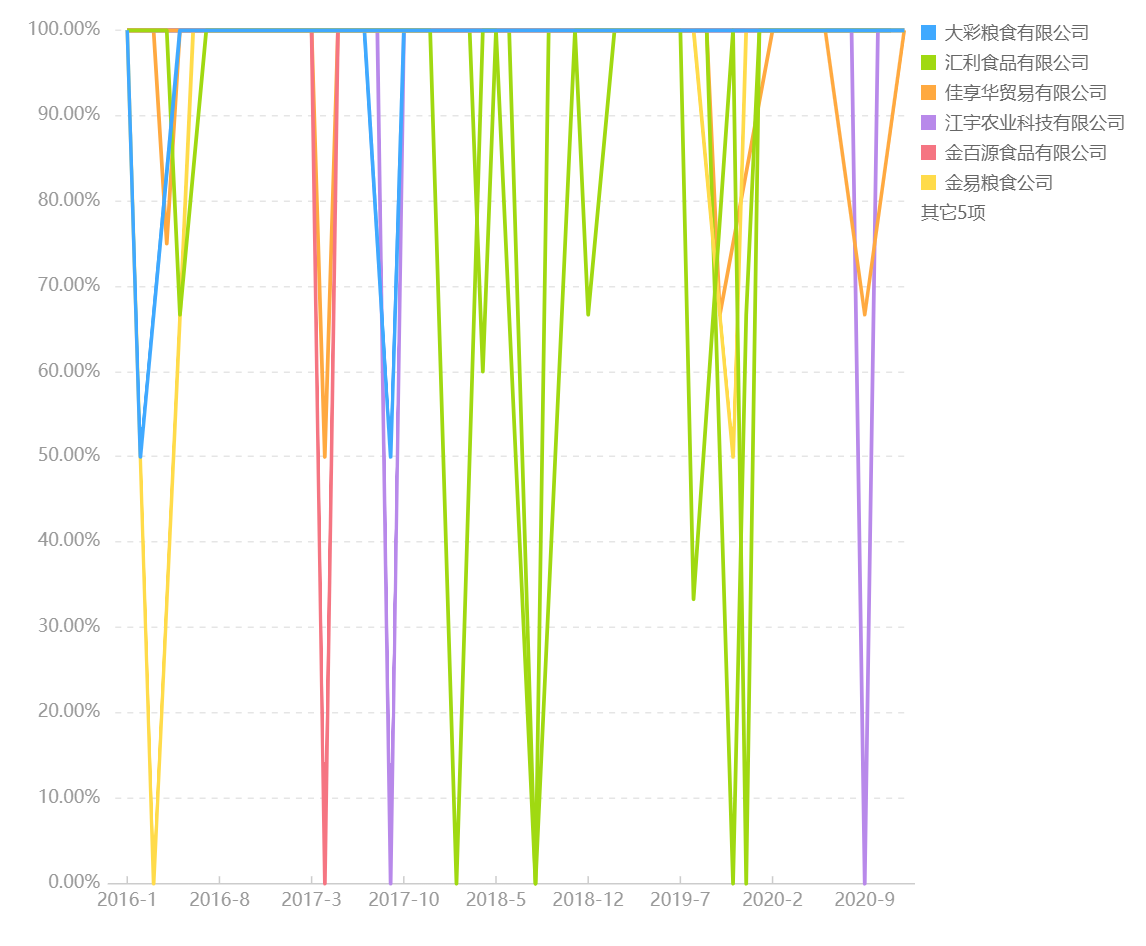 100.00%
90.00%
80.00%
70.00%
60.00%
50.00%
40.00%
30.00%
20.00%
10.00%
0.00%
2016-1 2016-8 2017-3 2017-10 2018-5 2018-12 2019-7 2020-2 2020-9
大彩粮食有限公司
汇利食品有限公司
佳享华贸易有限公司
江宇农业科技有限公司
金百源食品有限公司
金易粮食公司
其它5项